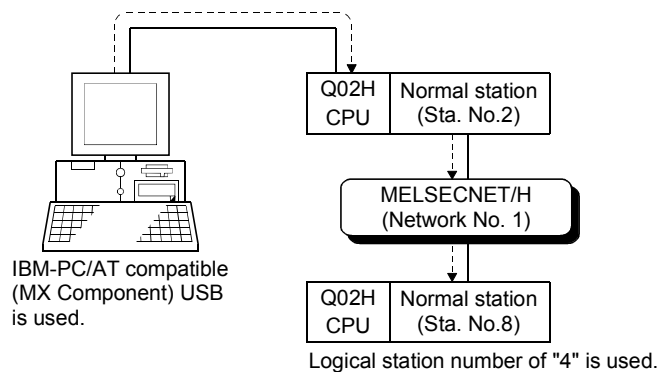 Q02H
CPU
Normal station
(Sta. No.2)
MELSECNET/H
(Network No. 1)
IBM-PC/AT compatible
(MX Component) USB
is used.
Q02H
CPU
Normal station
(Sta. No.8)
Logical station number of "4" is used.